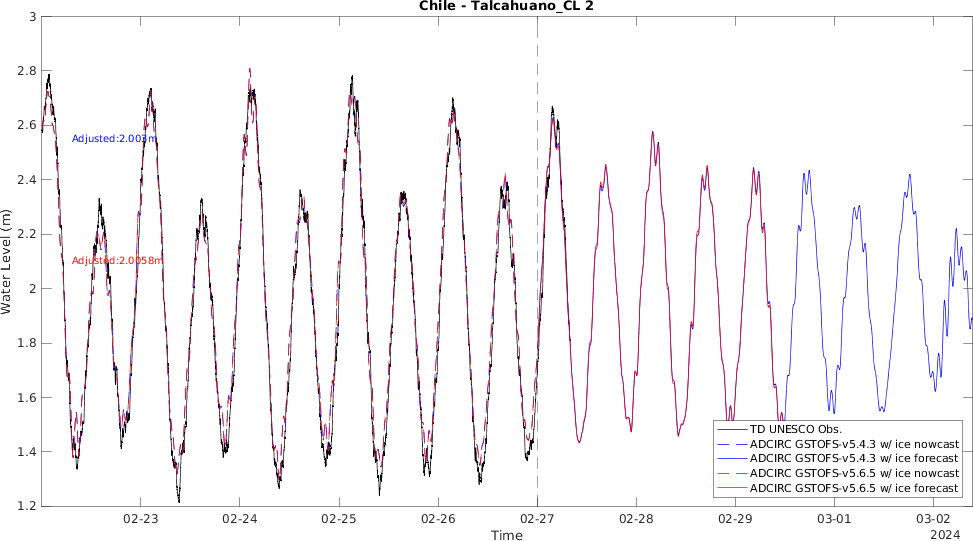 Chile - Talcahuano_CL 2
Water Level (m)
3
2.8
2.6
2.4
2.2
2
1.8
1.6
1.4
1.2
Adjusted:2.003m
Adjusted:2.0058m
TD UNESCO Obs.
ADCIRC GSTOFS-v5.4.3 w/ ice nowcast
ADCIRC GSTOFS-v5.4.3 w/ ice forecast
ADCIRC GSTOFS-v5.6.5 w/ ice nowcast
ADCIRC GSTOFS-v5.6.5 w/ ice forecast
02-23 02-24 02-25 02-26 02-27 02-28 02-29 03-01 03-02
Time
2024